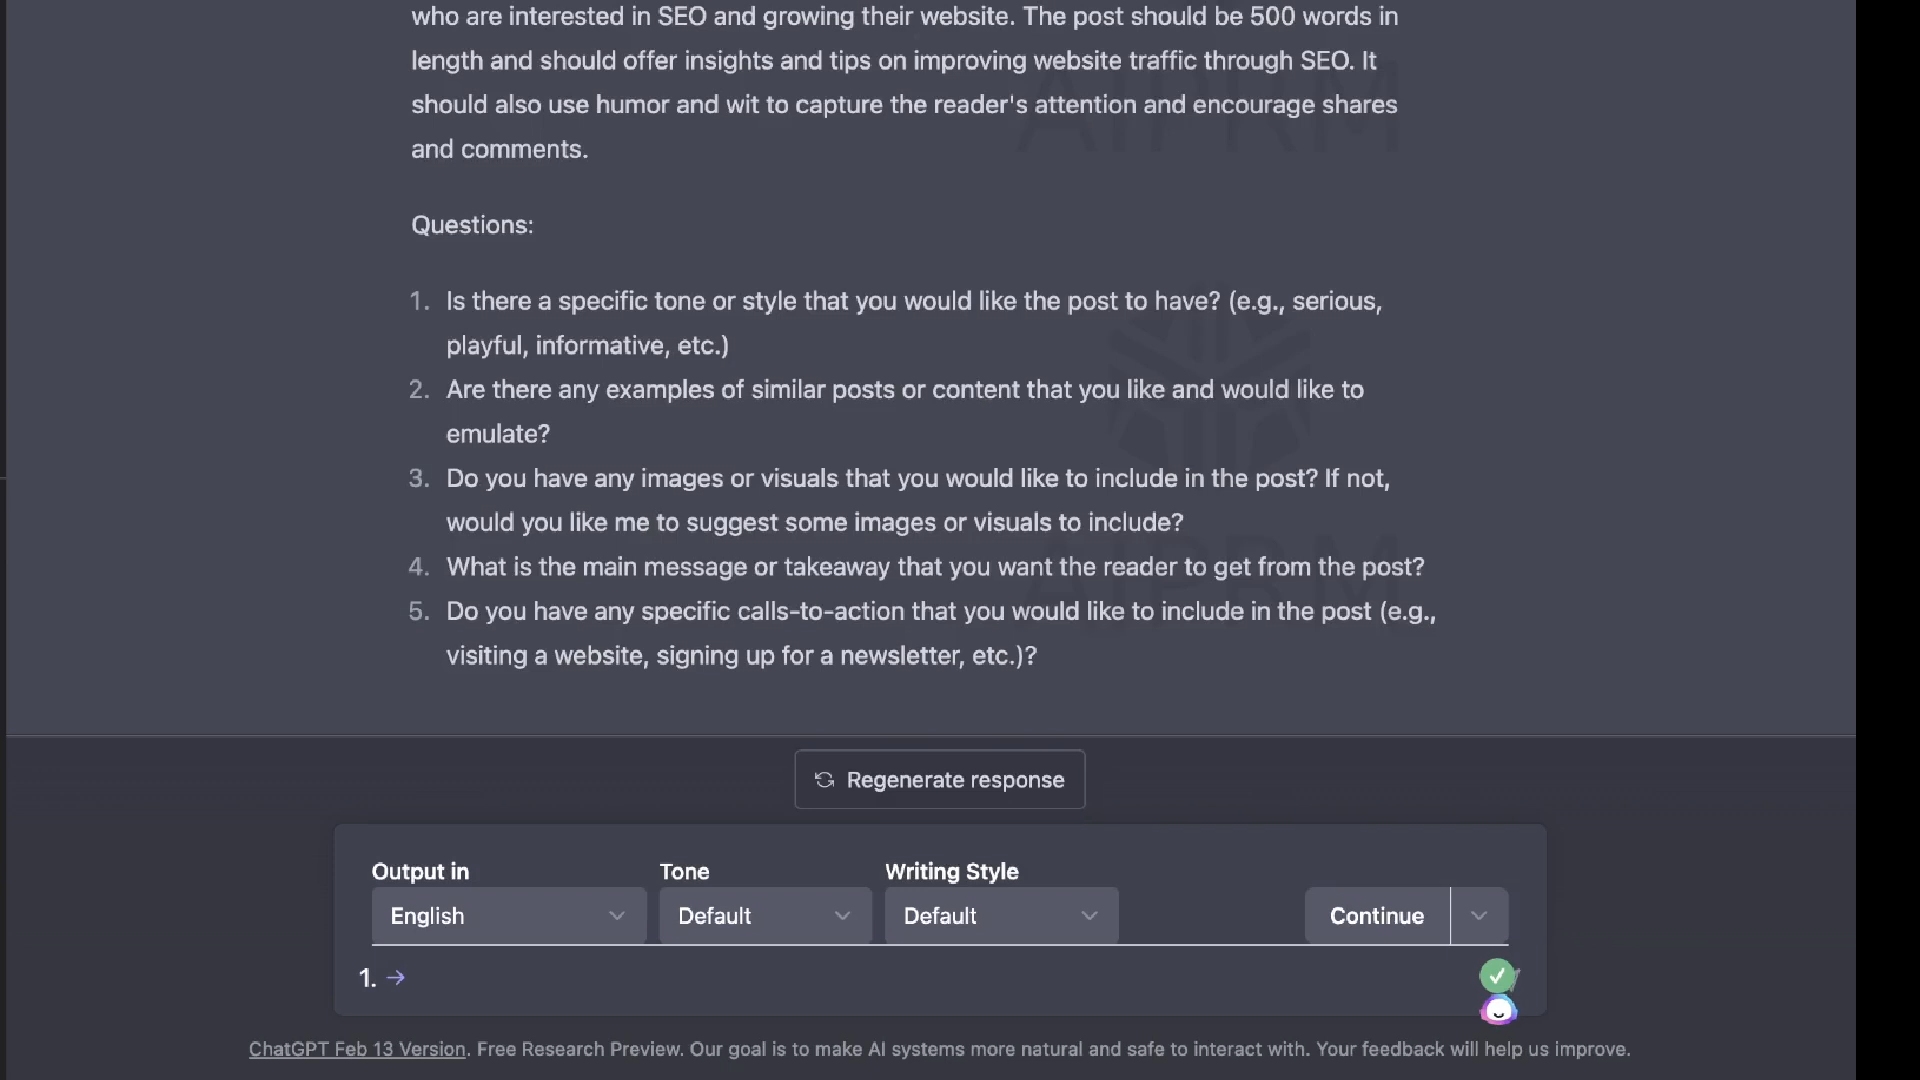 who are interested in SEO and growing their website. The post should be 500 words in
length and should offer insights and tips on improving website traffic through SEO. It
should also use humor and wit to capture the reader's attention and encourage shares
and comments.
AIPRM
Questions:
1. Is there a specific tone or style that you would like the post to have? (e.g., serious,
playful, informative, etc.)
2. Are there any examples of similar posts or content that you like and would like to
emulate?
3. Do you have any images or visuals that you would like to include in the post? If not,
would you like me to suggest some images or visuals to include?
4. What is the main message or takeaway that you want the reader to get from the post?
AIPRM
5. Do you have any specific calls-to-action that you would like to include in the post (e.g.,
visiting a website, signing up for a newsletter, etc.)?
Regenerate response
Output in Tone Writing Style
English Default Default Continue
1. →
ChatGPT Feb 13 Version. Free Research Preview. Our goal is to make AI systems more natural and safe to interact with. Your feedback will help us improve.